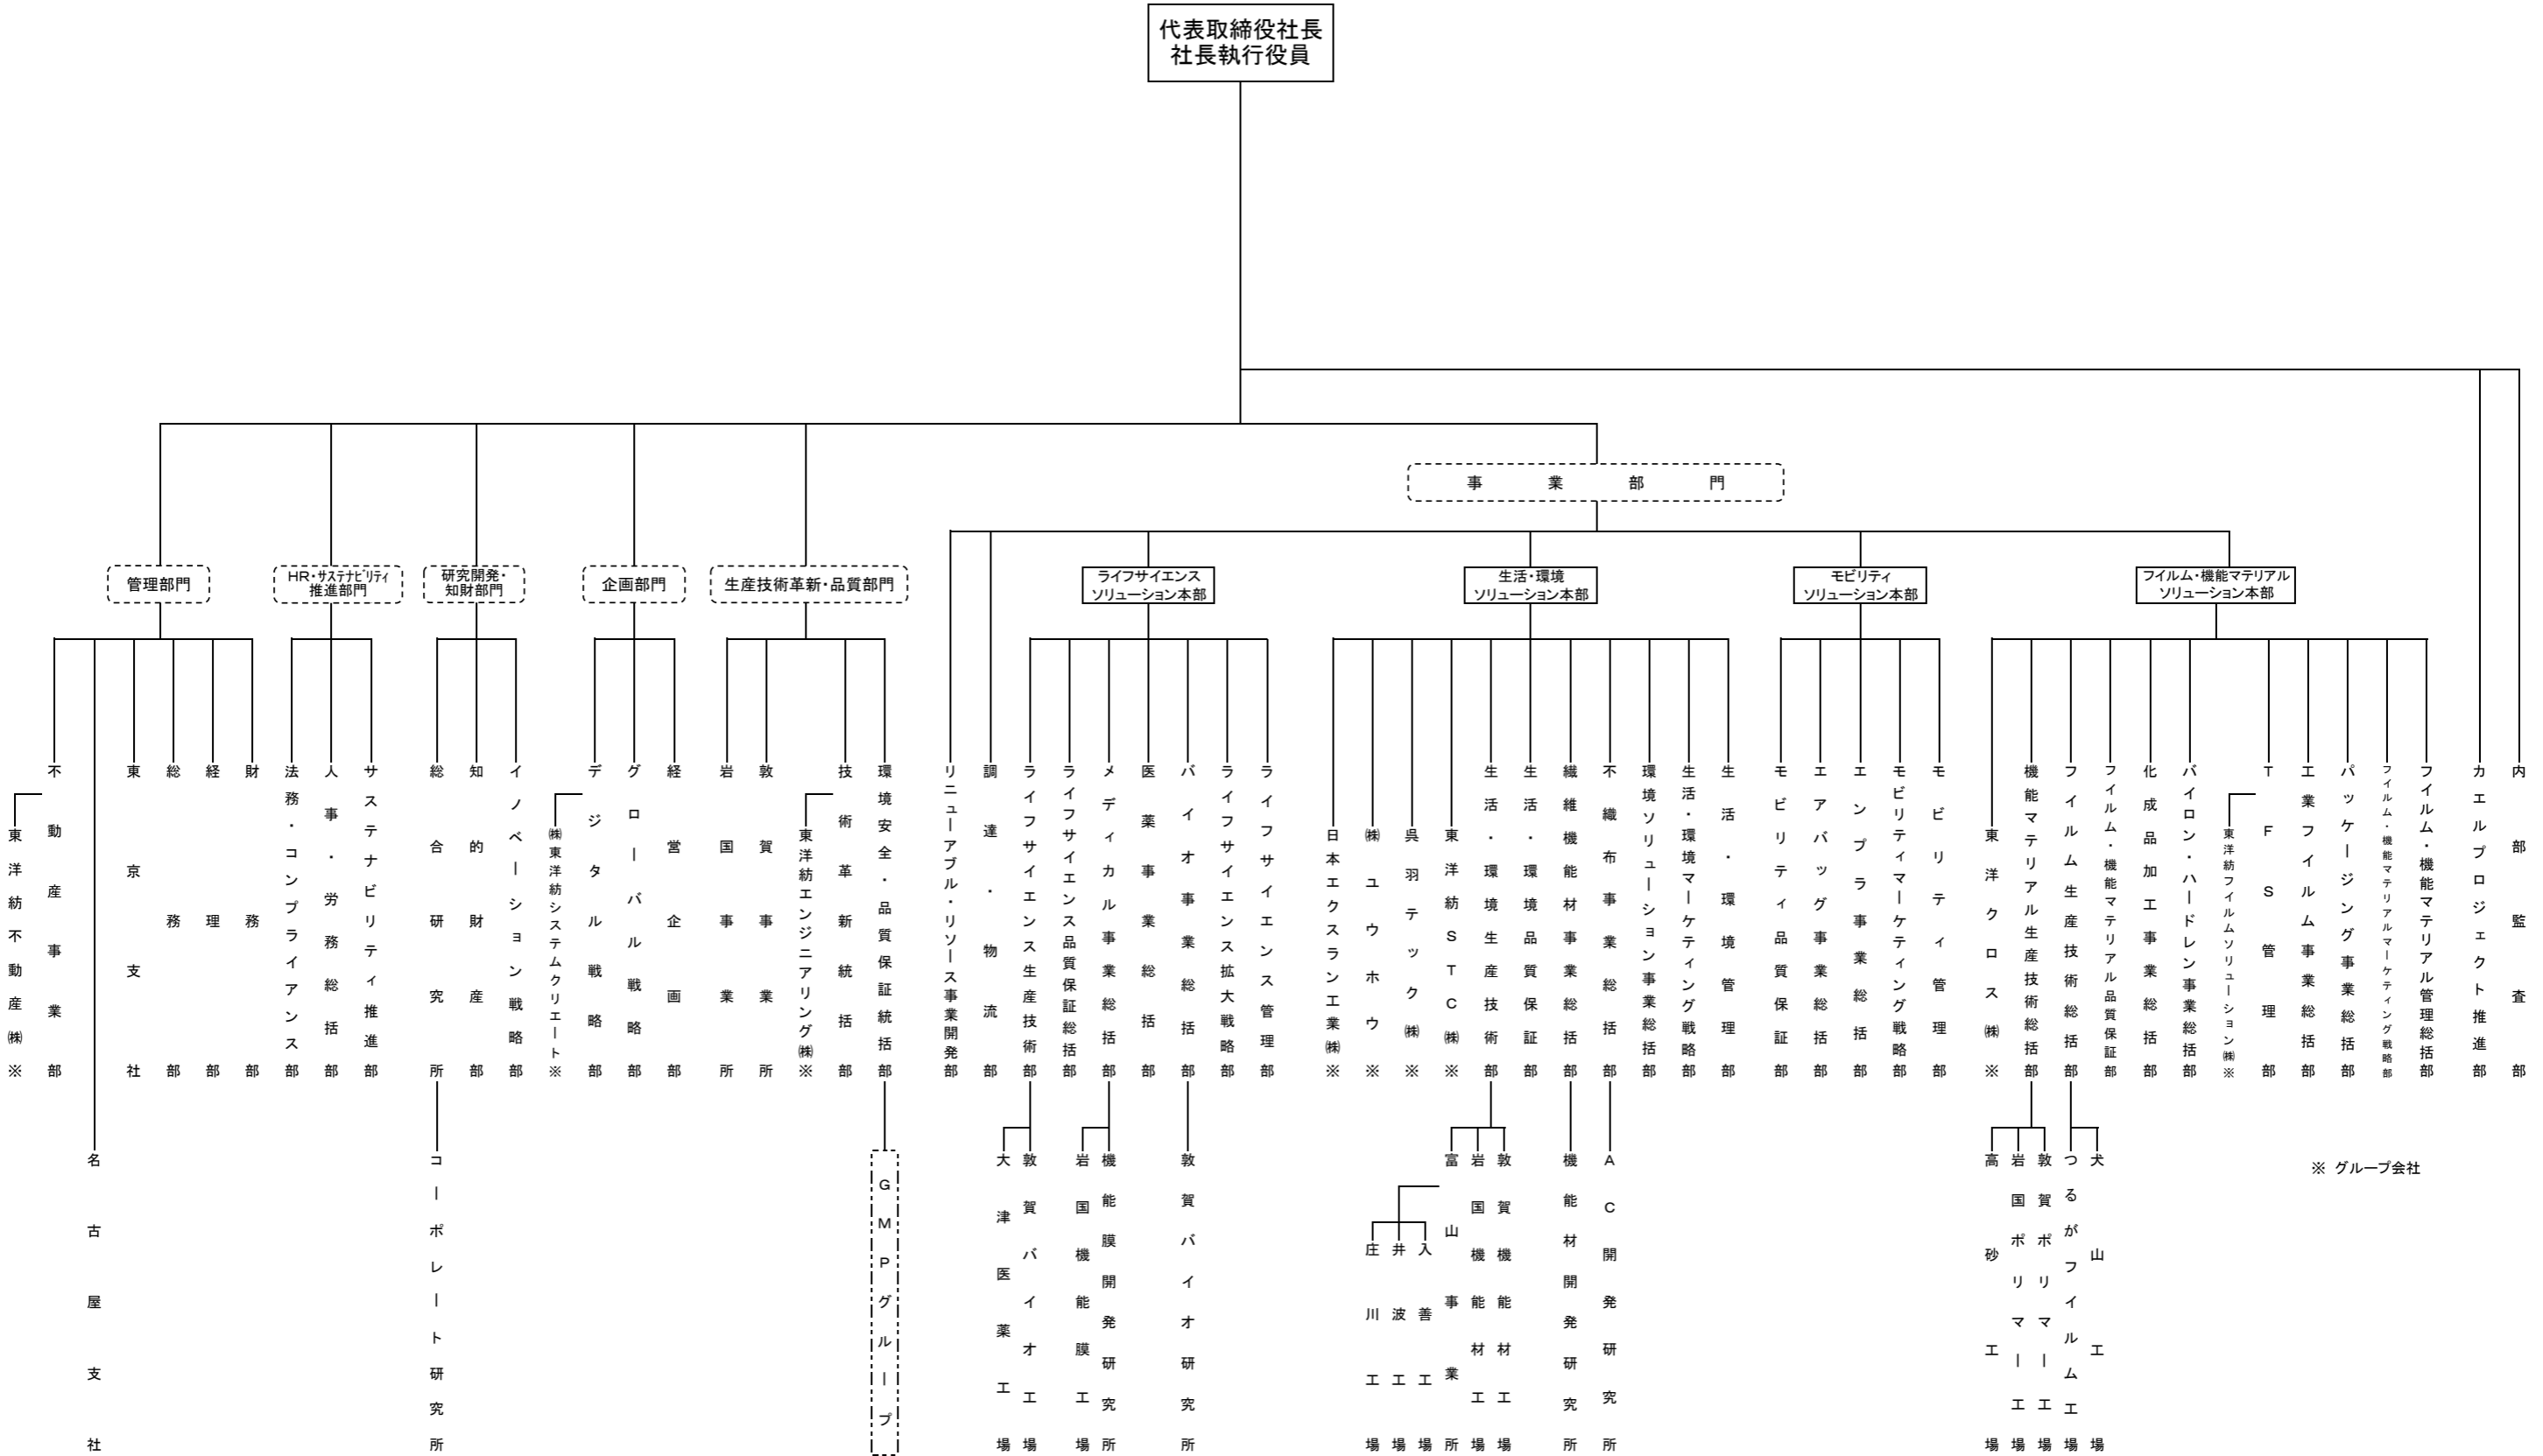 代表取締役社長
社長執行役員
事業部門
管理部門
HR・ｻｽﾃﾅﾋﾞﾘﾃｨ
推進部門
研究開発・
知財部門
企画部門
生産技術革新・品質部門
ライフサイエンス
ソリューション本部
生活・環境
ソリューション本部
モビリティ
ソリューション本部
フイルム・機能マテリアル
ソリューション本部
東洋紡不動産㈱※
不動産事業部
名古屋支社
東京支社
総務部
経理部
財務部
法務・コンプライアンス部
人事・労務総括部
サステナビリティ推進部
総合研究所
コーポレート研究所
知的財産部
イノベーション戦略部
㈱東洋紡システムクリエート※
デジタル戦略部
グローバル戦略部
経営企画部
岩国事業所
敦賀事業所
東洋紡エンジニアリング㈱※
技術革新統括部
環境安全・品質保証統括部
GMPグループ
リニューアブル・リソース事業開発部
調達・物流部
ライフサイエンス生産技術部
大津医薬工場
敦賀バイオ工場
ライフサイエンス品質保証総括部
メディカル事業総括部
岩国機能膜工場
機能膜開発研究所
医薬事業総括部
バイオ事業総括部
敦賀バイオ研究所
ライフサイエンス拡大戦略部
ライフサイエンス管理部
日本エクスラン工業㈱※
㈱ユウホウ※
呉羽テック㈱※
東洋紡STC㈱※
生活・環境生産技術部
富山事業所
庄川工場
井波工場
入善工場
岩国機能材工場
敦賀機能材工場
生活・環境品質保証部
繊維機能材事業総括部
機能材開発研究所
不織布事業総括部
AC開発研究所
環境ソリューション事業総括部
生活・環境マーケティング戦略部
生活・環境管理部
モビリティ品質保証部
エアバッグ事業総括部
エンプラ事業総括部
モビリティマーケティング戦略部
モビリティ管理部
東洋クロス㈱※
機能マテリアル生産技術総括部
高砂工場
岩国ポリマー工場
敦賀ポリマー工場
フイルム生産技術総括部
つるがフイルム工場
犬山工場
フイルム・機能マテリアル品質保証部
化成品加工事業総括部
バイロン・ハードレン事業総括部
東洋紡フイルムソリューション㈱※
TFS管理部
工業フイルム事業総括部
パッケージング事業総括部
フイルム・機能マテリアルマーケティング戦略部
フイルム・機能マテリアル管理総括部
カエルプロジェクト推進部
内部監査部
※ グループ会社